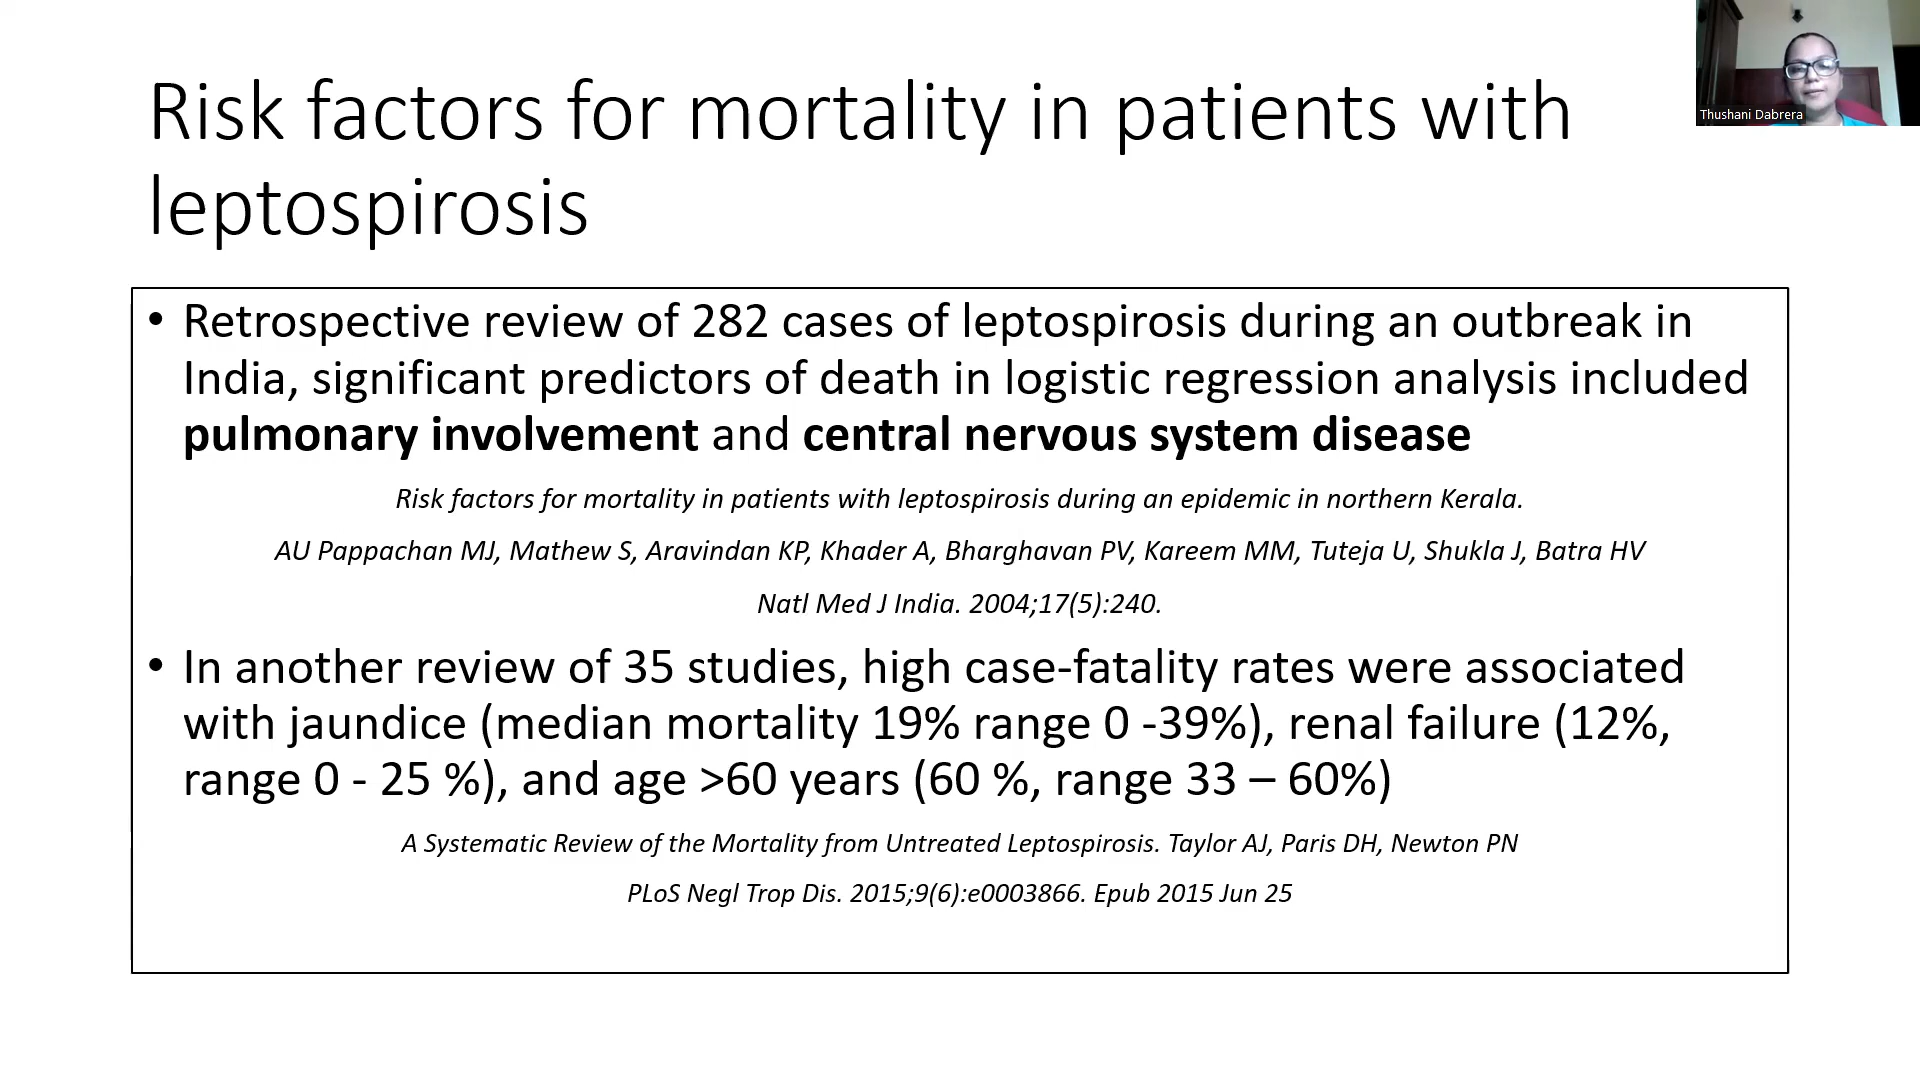 Thushani Dabrera
Risk factors for mortality in patients with
leptospirosis
• Retrospective review of 282 cases of leptospirosis during an outbreak in
India, significant predictors of death in logistic regression analysis included
pulmonary involvement and central nervous system disease
Risk factors for mortality in patients with leptospirosis during an epidemic in northern Kerala.
AU Pappachan MJ, Mathew S, Aravindan KP, Khader A, Bharghavan PV, Kareem MM, Tuteja U, Shukla J, Batra HV
Natl Med J India. 2004;17(5):240.
• In another review of 35 studies, high case-fatality rates were associated
with jaundice (median mortality 19% range 0 -39%), renal failure (12%,
range 0 - 25 %), and age >60 years (60 %, range 33 – 60%)
A Systematic Review of the Mortality from Untreated Leptospirosis. Taylor AJ, Paris DH, Newton PN
PLoS Negl Trop Dis. 2015;9(6):e0003866. Epub 2015 Jun 25